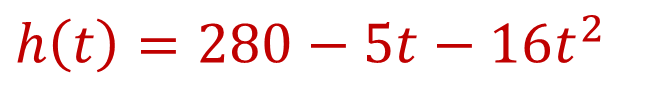 h(t) = 280 − 5t − 16t²